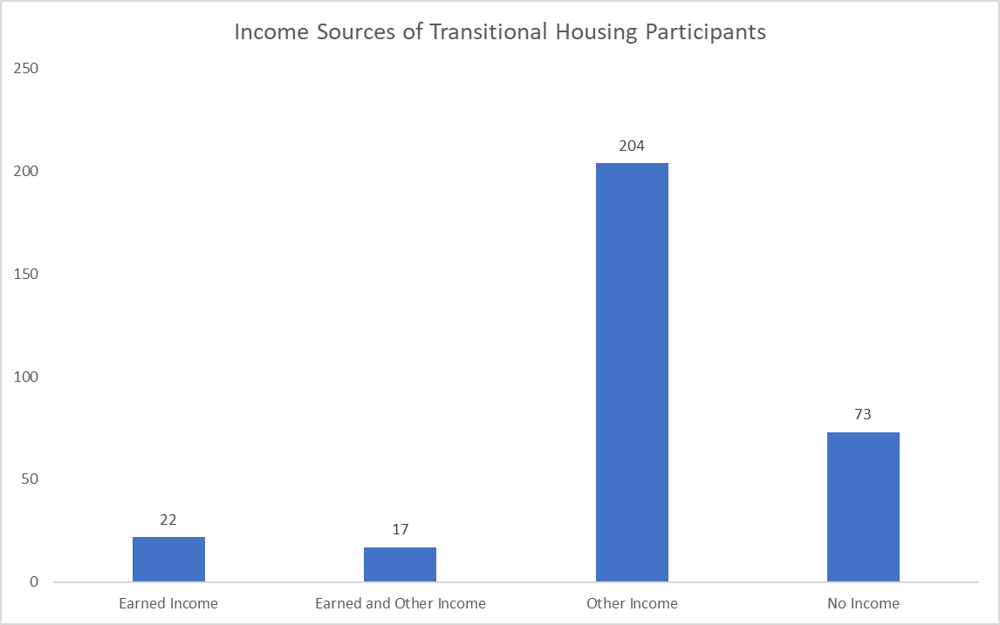 Income Sources of Transitional Housing Participants
250
200
150
100
50
0
22
17
204
73
Earned Income
Earned and Other Income
Other Income
No Income